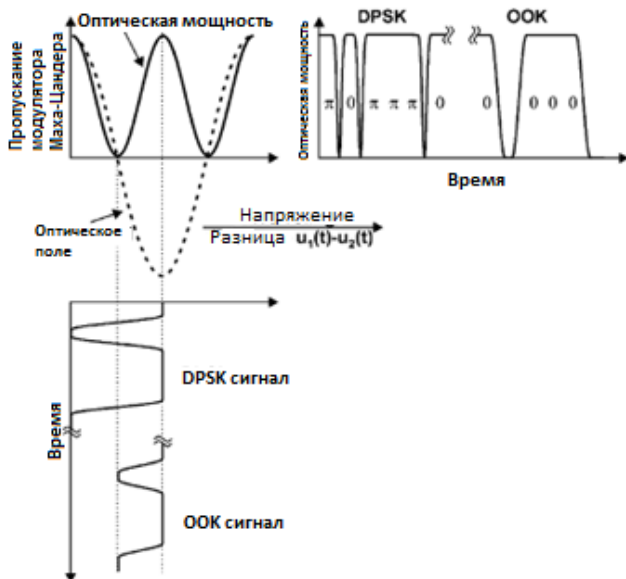 Оптическая мощность
Пропускание
модулятора
Маха-Цандера
Оптическое
поле
Напряжение
Разница u₁(t)-u₂(t)
DPSK OOK
Оптическая мощность
π 0 π π π 0 0 0 0 0
Время
DPSK сигнал
Время
OOK сигнал